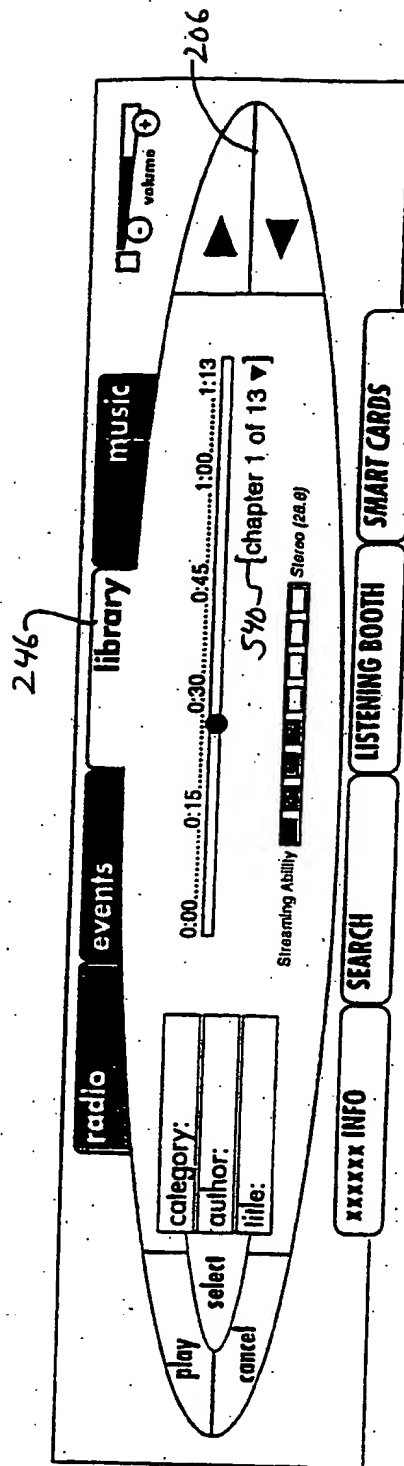 246
206
radio
events
library
music
- + volume
play
select
cancel
category:
author:
title:
0:00.......0:15.......0:30.......0:45.......1:00.......1:13
540
[chapter 1 of 13 ▼]
Streaming Ability
Stereo (28.8)
xxxxxx INFO
SEARCH
LISTENING BOOTH
SMART CARDS